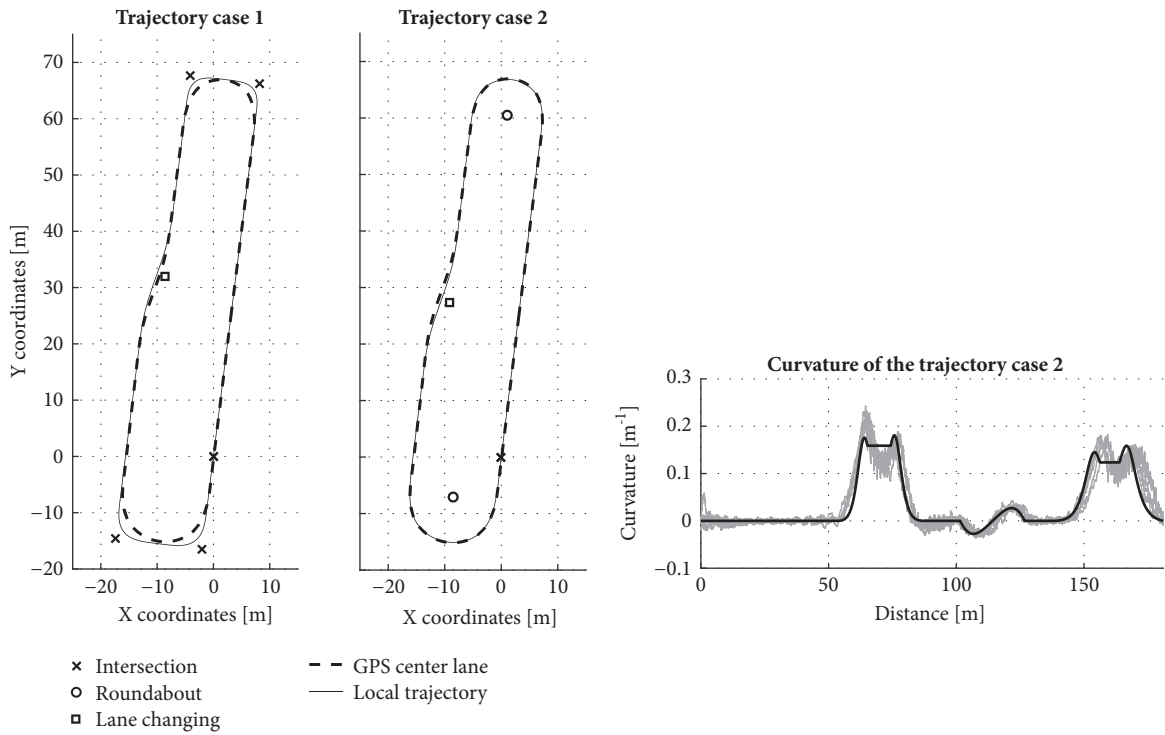 Trajectory case 1
70
60
50
40
30
20
10
0
−10
−20
Y coordinates [m]
−20 −10 0 10
X coordinates [m]
Trajectory case 2
−20 −10 0 10
X coordinates [m]
Curvature of the trajectory case 2
0.3
0.2
0.1
0
−0.1
Curvature [m-1]
0 50 100 150
Distance [m]
Intersection
Roundabout
Lane changing
GPS center lane
Local trajectory